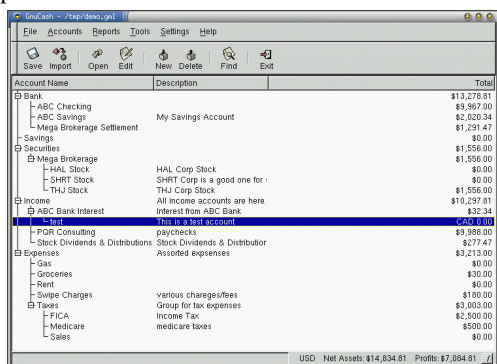 GnuCash - /tmp/demo.gml
File Accounts Reports Tools Settings Help
Save Import Open Edit New Delete Find Exit
Account Name Description Total
Bank $13,278.81
ABC Checking $9,967.00
ABC Savings My Savings Account $2,020.34
Mega Brokerage Settlement $1,291.47
Savings $0.00
Securities $1,556.00
Mega Brokerage $1,556.00
HAL Stock HAL Corp Stock $0.00
SHRT Stock SHRT Corp is a good one for $0.00
THJ Stock THJ Corp Stock $1,556.00
Income All Income accounts are here. $10,297.81
ABC Bank Interest Interest from ABC Bank $32.34
test This is a test account CAD 0.00
PQR Consulting paychecks $9,988.00
Stock Dividends & Distributions Stock Dividends & Distribution $277.47
Expenses Assorted expsenses $3,213.00
Gas $0.00
Groceries $30.00
Rent $0.00
Swipe Charges various chareges/fees $180.00
Taxes Group for tax expenses $3,003.00
FICA Income Tax $2,500.00
Medicare medicare taxes $500.00
Sales $0.00
USD Net Assets: $14,834.81 Profits: $7,084.81